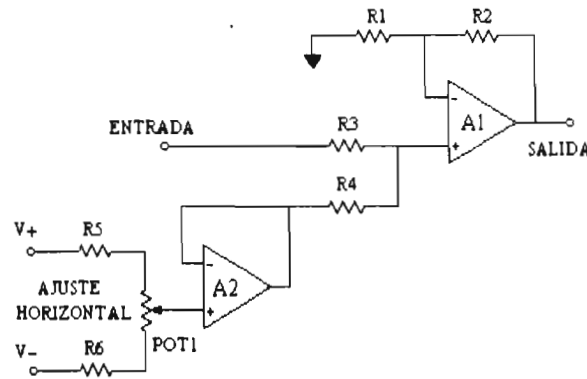 R1
R2
-
A1
+
SALIDA
ENTRADA
R3
R4
V+
R5
-
A2
+
AJUSTE
HORIZONTAL
POT1
V-
R6